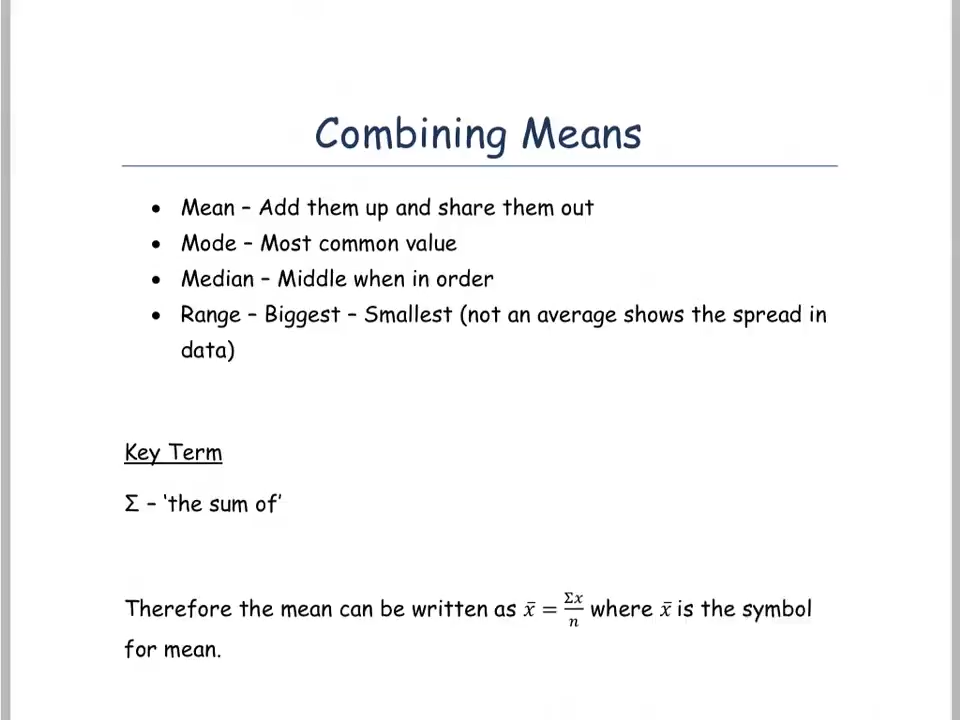 Combining Means
• Mean – Add them up and share them out
• Mode – Most common value
• Median – Middle when in order
• Range – Biggest – Smallest (not an average shows the spread in
data)
Key Term
Σ – ‘the sum of’
Therefore the mean can be written as x̄ = Σx/n where x̄ is the symbol
for mean.